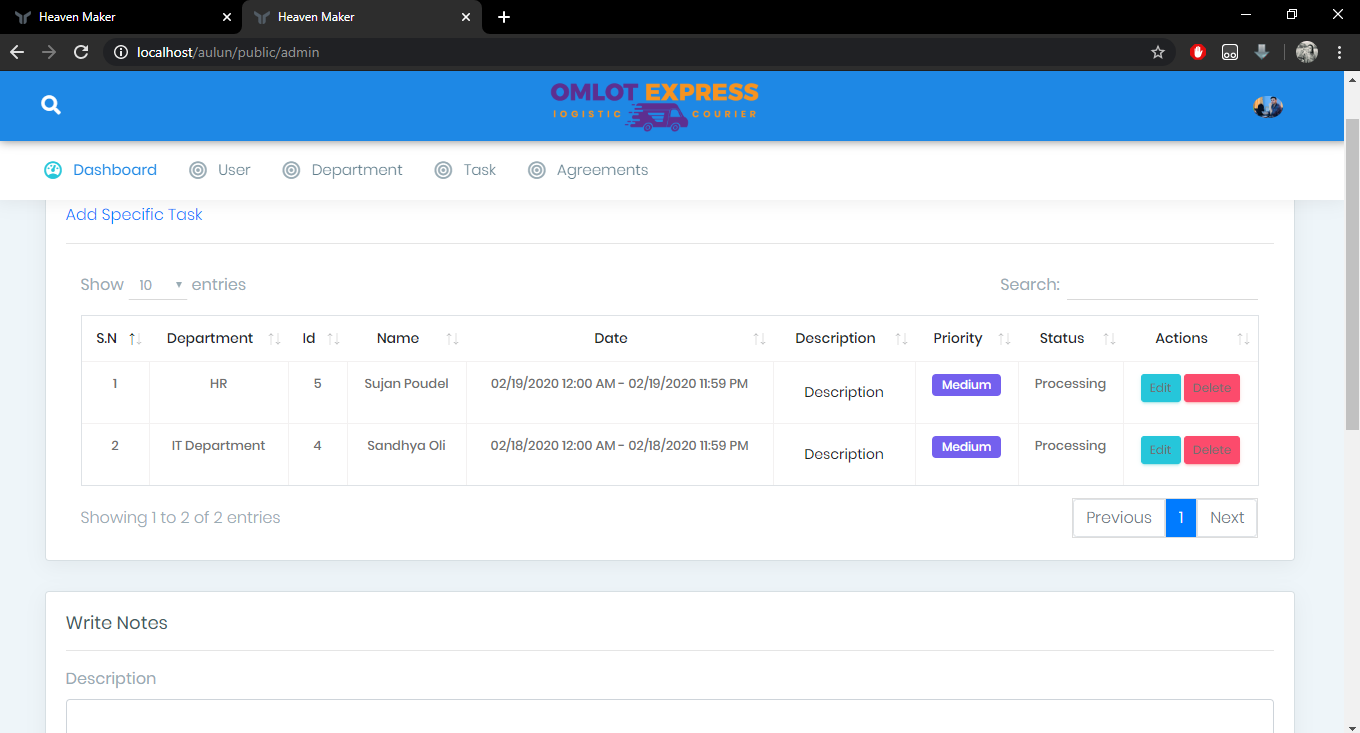 Heaven Maker
Heaven Maker
localhost/aulun/public/admin
OMLOT EXPRESS
LOGISTIC COURIER
Dashboard User Department Task Agreements
Add Specific Task
Show 10 entries Search:
S.N Department Id Name Date Description Priority Status Actions
1 HR 5 Sujan Poudel 02/19/2020 12:00 AM - 02/19/2020 11:59 PM Description Medium Processing Edit Delete
2 IT Department 4 Sandhya Oli 02/18/2020 12:00 AM - 02/18/2020 11:59 PM Description Medium Processing Edit Delete
Showing 1 to 2 of 2 entries Previous 1 Next
Write Notes
Description